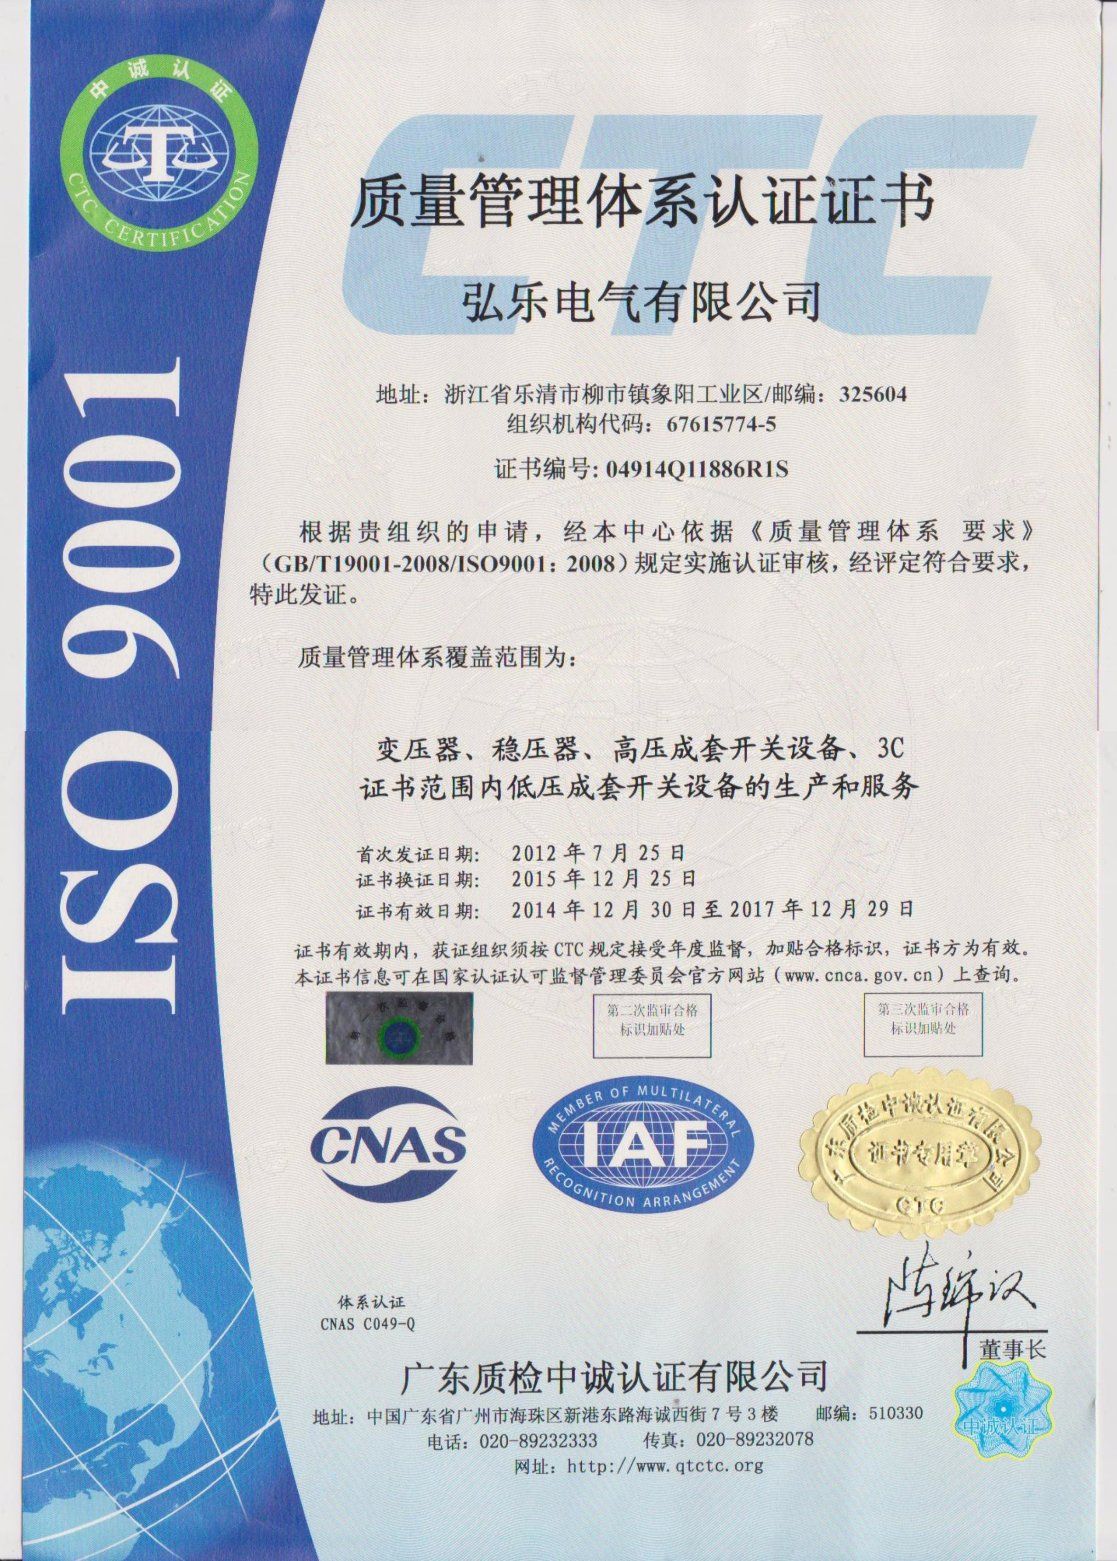 中诚认证
CTC CERTIFICATION
CTC
ISO 9001
质量管理体系认证证书
弘乐电气有限公司
地址：浙江省乐清市柳市镇象阳工业区/邮编：325604
组织机构代码：67615774-5
证书编号: 04914Q11886R1S
根据贵组织的申请，经本中心依据《质量管理体系 要求》
（GB/T19001-2008/ISO9001：2008）规定实施认证审核，经评定符合要求，
特此发证。
质量管理体系覆盖范围为：
变压器、稳压器、高压成套开关设备、3C
证书范围内低压成套开关设备的生产和服务
首次发证日期： 2012 年 7 月 25 日
证书换证日期： 2015 年 12 月 25 日
证书有效日期： 2014 年 12 月 30 日至 2017 年 12 月 29 日
证书有效期内，获证组织须按 CTC 规定接受年度监督，加贴合格标识，证书方为有效。
本证书信息可在国家认证认可监督管理委员会官方网站（www.cnca.gov.cn）上查询。
第二次监审合格
标识加贴处
第三次监审合格
标识加贴处
CNAS
MEMBER OF MULTILATERAL
IAF
RECOGNITION ARRANGEMENT
广东质检中诚认证有限公司
证书专用章
CTC
体系认证
CNAS C049-Q
董事长
广东质检中诚认证有限公司
地址：中国广东省广州市海珠区新港东路海诚西街 7 号 3 楼 邮编：510330
电话：020-89232333 传真：020-89232078
网址：http://www.qtctc.org
中诚认证